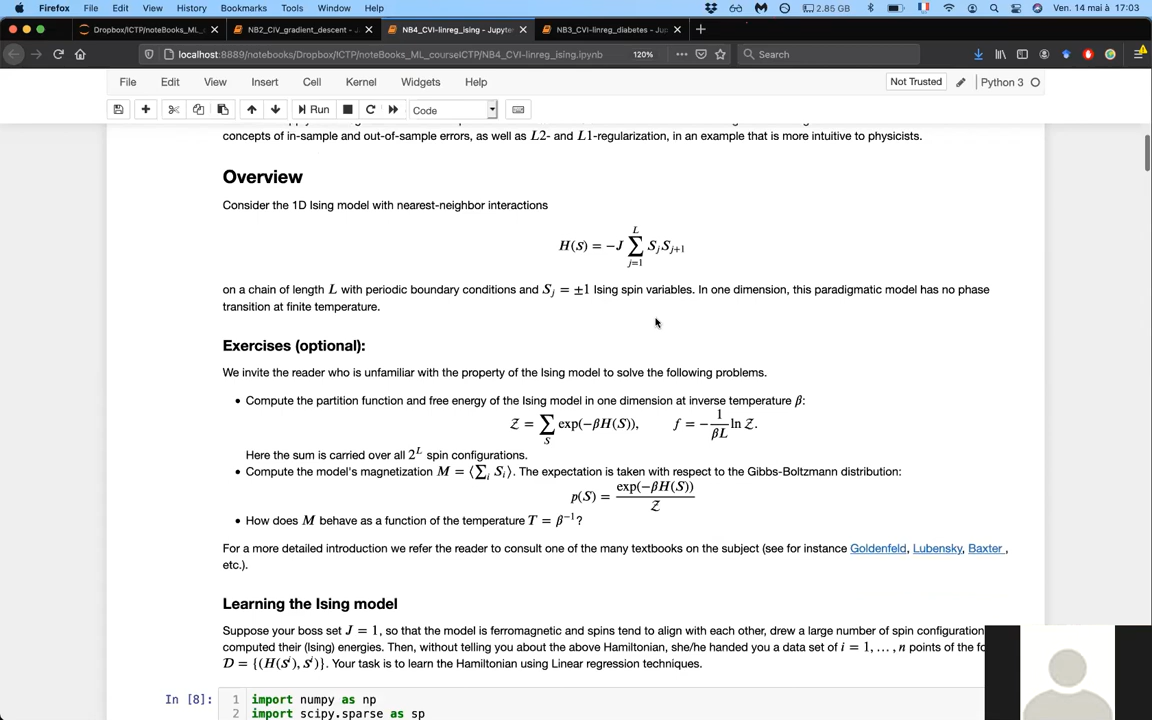 Firefox File Edit View History Bookmarks Tools Window Help 2.85 GB Ven. 14 mai à 17:03
Dropbox/ICTP/noteBooks_ML_ NB2_CIV_gradient_descent - J NB4_CVI-linreg_ising - Jupyter NB3_CVI-linreg_diabetes - Ju
localhost:8889/notebooks/Dropbox/ICTP/noteBooks_ML_courseICTP/NB4_CVI-linreg_ising.ipynb 120% Search
File Edit View Insert Cell Kernel Widgets Help Not Trusted Python 3
Run Code
concepts of in-sample and out-of-sample errors, as well as L2- and L1-regularization, in an example that is more intuitive to physicists.
Overview
Consider the 1D Ising model with nearest-neighbor interactions
H(S) = −J ∑_{j=1}^{L} S_j S_{j+1}
on a chain of length L with periodic boundary conditions and S_j = ±1 Ising spin variables. In one dimension, this paradigmatic model has no phase
transition at finite temperature.
Exercises (optional):
We invite the reader who is unfamiliar with the property of the Ising model to solve the following problems.
• Compute the partition function and free energy of the Ising model in one dimension at inverse temperature β:
𝒵 = ∑_S exp(−βH(S)), f = −1/(βL) ln 𝒵.
Here the sum is carried over all 2^L spin configurations.
• Compute the model's magnetization M = ⟨∑_i S_i⟩. The expectation is taken with respect to the Gibbs-Boltzmann distribution:
p(S) = exp(−βH(S))/𝒵
• How does M behave as a function of the temperature T = β^{−1}?
For a more detailed introduction we refer the reader to consult one of the many textbooks on the subject (see for instance Goldenfeld, Lubensky, Baxter ,
etc.).
Learning the Ising model
Suppose your boss set J = 1, so that the model is ferromagnetic and spins tend to align with each other, drew a large number of spin configuration
computed their (Ising) energies. Then, without telling you about the above Hamiltonian, she/he handed you a data set of i = 1, … , n points of the fo
𝒟 = {(H(S^i), S^i)}. Your task is to learn the Hamiltonian using Linear regression techniques.
In [8]: 1 import numpy as np
2 import scipy.sparse as sp